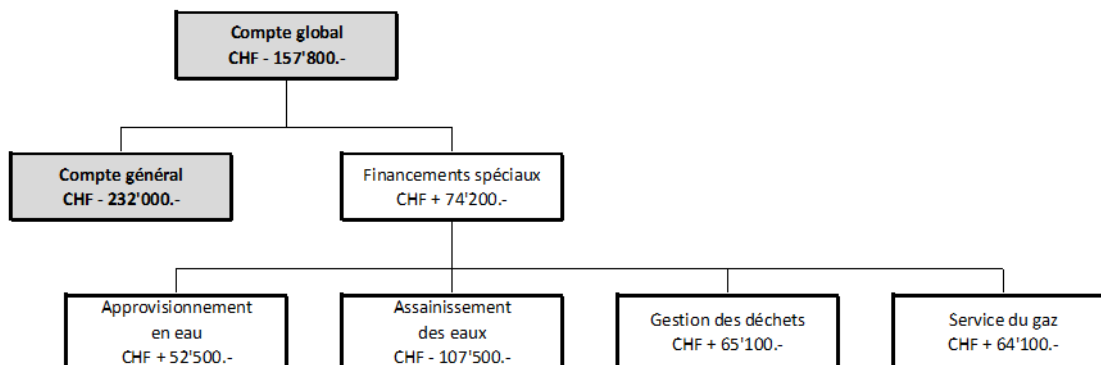 Compte global
CHF - 157'800.-
Compte général
CHF - 232'000.-
Financements spéciaux
CHF + 74'200.-
Approvisionnement
en eau
CHF + 52'500.-
Assainissement
des eaux
CHF - 107'500.-
Gestion des déchets
CHF + 65'100.-
Service du gaz
CHF + 64'100.-